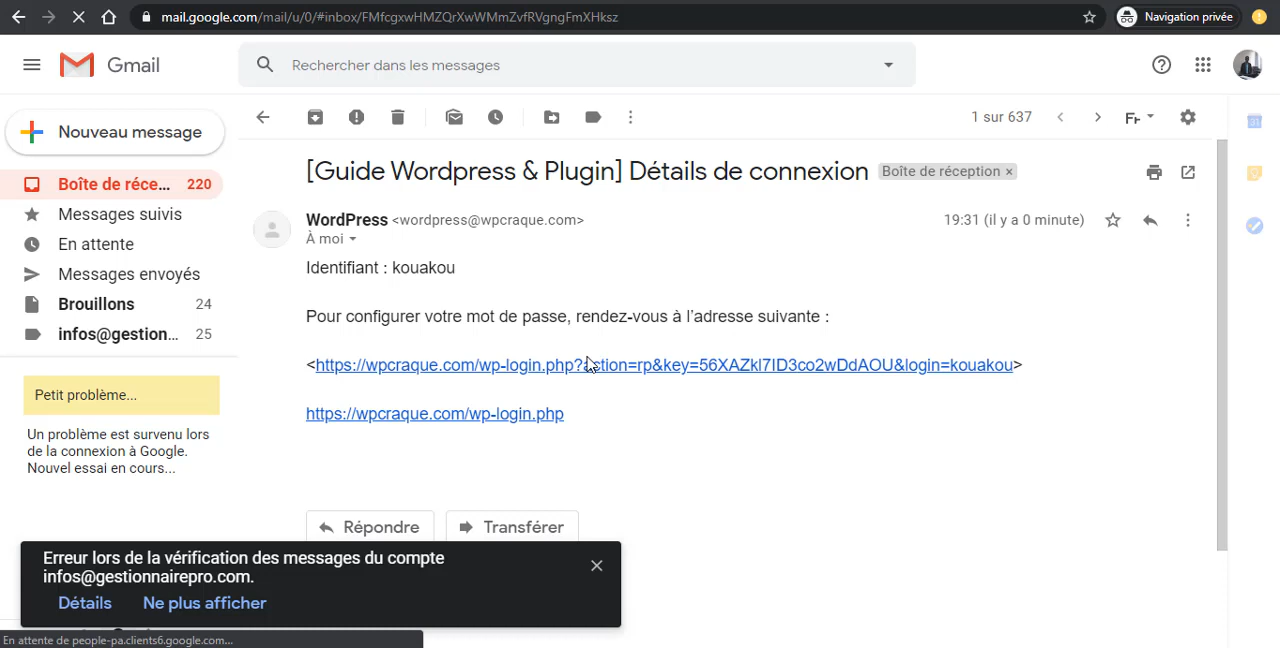 mail.google.com/mail/u/0/#inbox/FMfcgxwHMZQrXwWMmZvfRVgngFmXHksz
Navigation privée
Gmail
Rechercher dans les messages
Nouveau message
1 sur 637
Boîte de réce... 220
Messages suivis
En attente
Messages envoyés
Brouillons 24
infos@gestion... 25
Petit problème...
Un problème est survenu lors
de la connexion à Google.
Nouvel essai en cours...
[Guide Wordpress & Plugin] Détails de connexion Boîte de réception ×
WordPress <wordpress@wpcraque.com> 19:31 (il y a 0 minute)
À moi
Identifiant : kouakou
Pour configurer votre mot de passe, rendez-vous à l'adresse suivante :
<https://wpcraque.com/wp-login.php?action=rp&key=56XAZkl7ID3co2wDdAOU&login=kouakou>
https://wpcraque.com/wp-login.php
Répondre Transférer
Erreur lors de la vérification des messages du compte
infos@gestionnairepro.com.
Détails Ne plus afficher
En attente de people-pa.clients6.google.com...